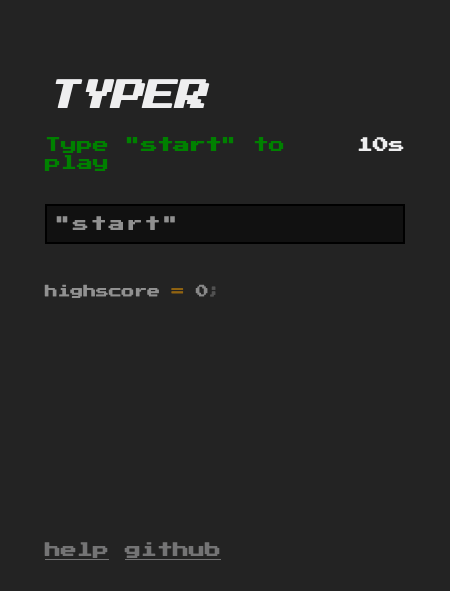 TYPER
Type "start" to 10s
play
"start"
highscore = 0;
help github